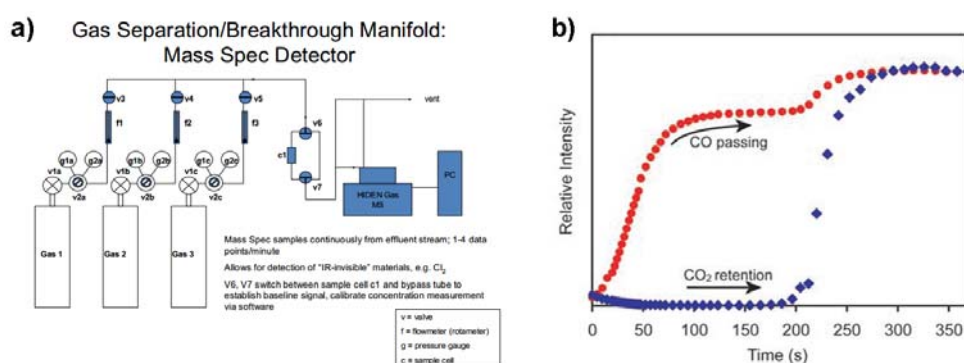 a)
Gas Separation/Breakthrough Manifold:
Mass Spec Detector
v3
v4
v5
f1
f2
f3
v6
c1
v7
vent
HIDEN Gas
MS
PC
g1a
g2a
g1b
g2b
g1c
g2c
v1a
v1b
v1c
v2a
v2b
v2c
Gas 1
Gas 2
Gas 3
Mass Spec samples continuously from effluent stream; 1-4 data
points/minute
Allows for detection of "IR-invisible" materials, e.g. Cl₂
V6, V7 switch between sample cell c1 and bypass tube to
establish baseline signal, calibrate concentration measurement
via software
v = valve
f = flowmeter (rotameter)
g = pressure gauge
c = sample cell
b)
Relative Intensity
CO passing
CO₂ retention
0 50 100 150 200 250 300 350
Time (s)